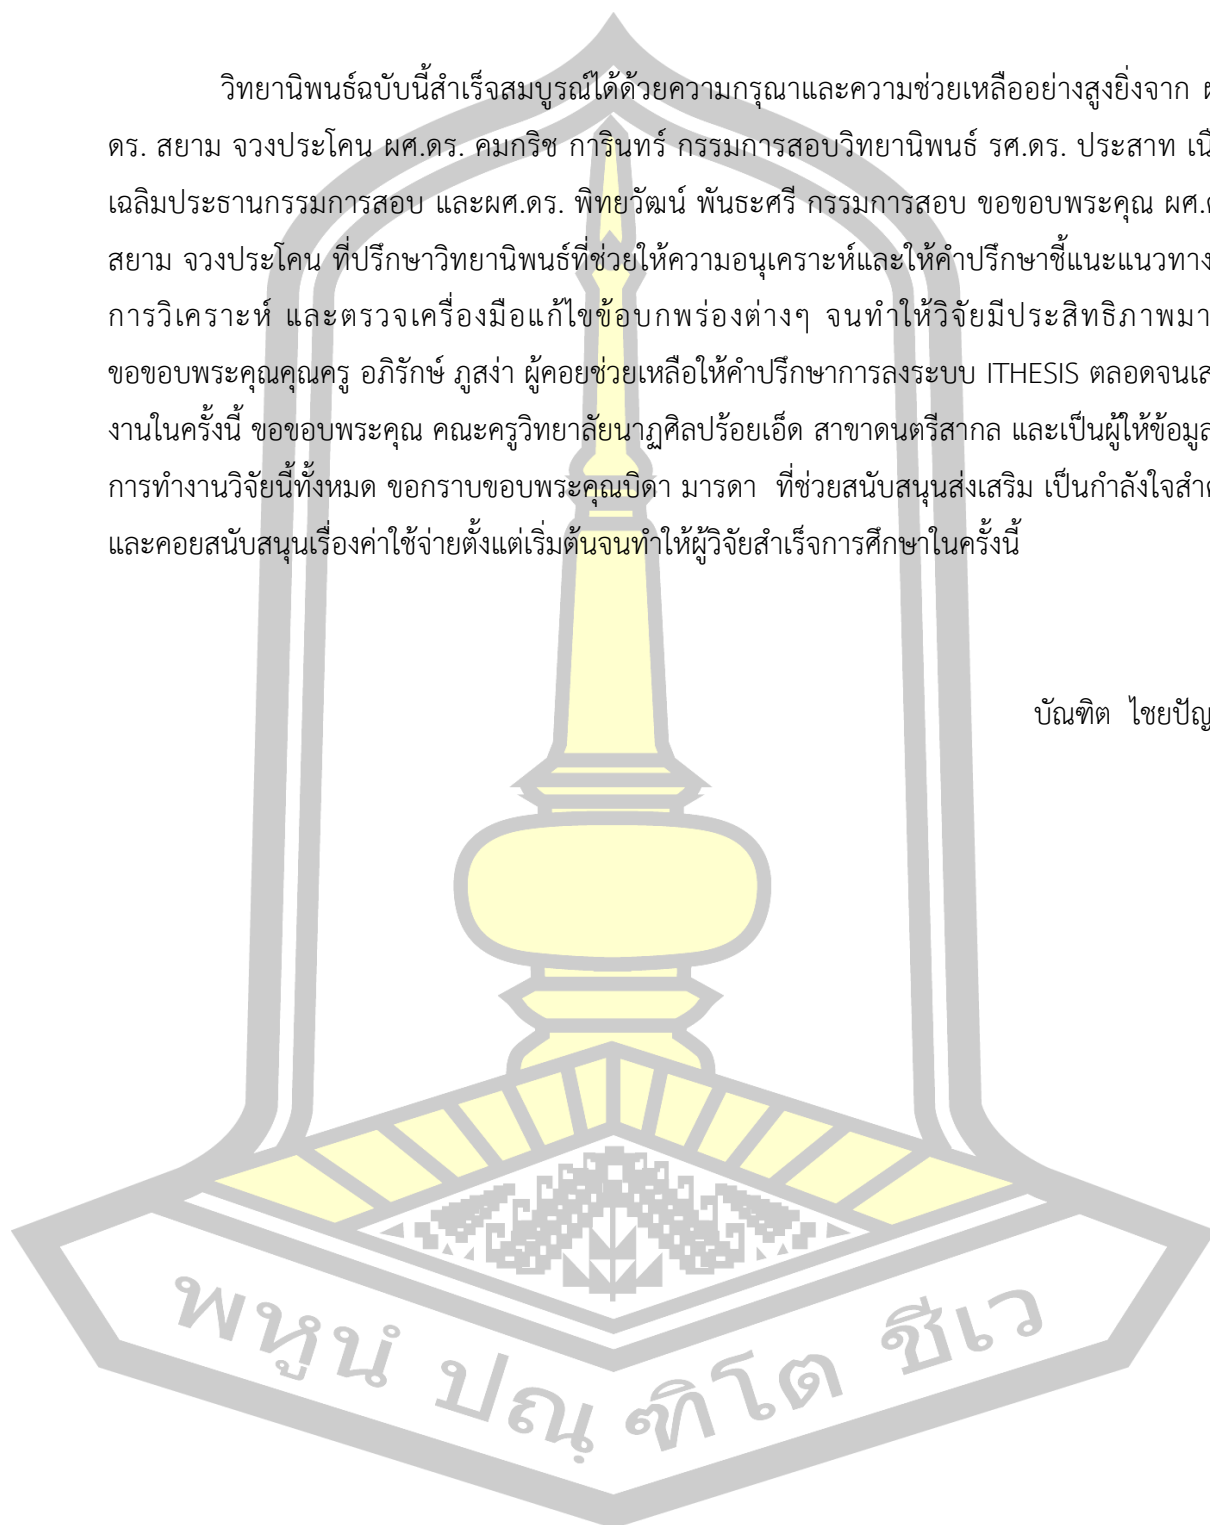 วิทยานิพนธ์ฉบับนี้สำเร็จสมบูรณ์ได้ด้วยความกรุณาและความช่วยเหลืออย่างสูงยิ่งจาก
ดร. สยาม จวงประโคน ผศ.ดร. คมกริช การินทร์ กรรมการสอบวิทยานิพนธ์ รศ.ดร. ประสาท
เฉลิมประธานกรรมการสอบ และผศ.ดร. พิทยวัฒน์ พันธะศรี กรรมการสอบ ขอขอบพระคุณ
สยาม จวงประโคน ที่ปรึกษาวิทยานิพนธ์ที่ช่วยให้ความอนุเคราะห์และให้คำปรึกษาชี้แนะแนวทาง
การวิเคราะห์ และตรวจเครื่องมือแก้ไขข้อบกพร่องต่างๆ จนทำให้วิจัยมีประสิทธิภาพ
ขอขอบพระคุณคุณครู อภิรักษ์ ภูสง่า ผู้คอยช่วยเหลือให้คำปรึกษาการลงระบบ ITHESIS ตลอดจน
งานในครั้งนี้ ขอขอบพระคุณ คณะครูวิทยาลัยนาฏศิลปร้อยเอ็ด สาขาดนตรีสากล และเป็นผู้ให้ข้อมูล
การทำงานวิจัยนี้ทั้งหมด ขอกราบขอบพระคุณบิดา มารดา ที่ช่วยสนับสนุนส่งเสริม เป็นกำลังใจ
และคอยสนับสนุนเรื่องค่าใช้จ่ายตั้งแต่เริ่มต้นจนทำให้ผู้วิจัยสำเร็จการศึกษาในครั้งนี้
บัณฑิต
พหูนํ ปณฺฑิโต ชีเว